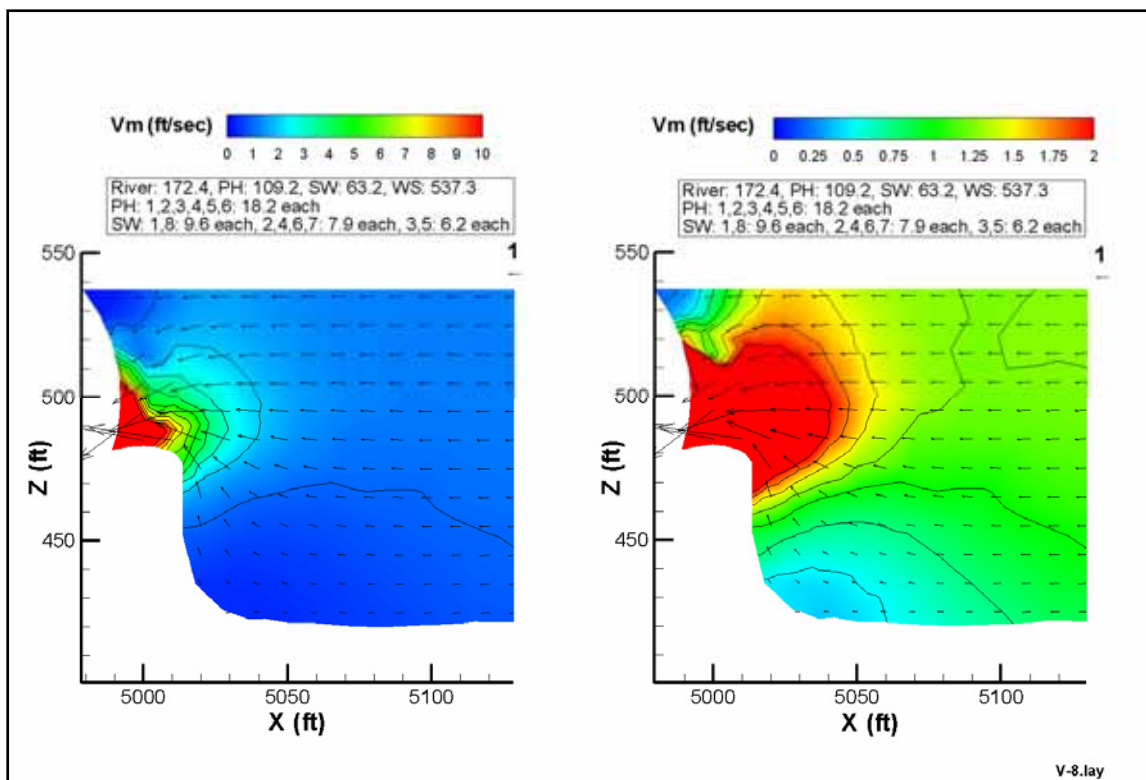 Vm (ft/sec)
0 1 2 3 4 5 6 7 8 9 10
River: 172.4, PH: 109.2, SW: 63.2, WS: 537.3
PH: 1,2,3,4,5,6: 18.2 each
SW: 1,8: 9.6 each, 2,4,6,7: 7.9 each, 3,5: 6.2 each
1
550
500
450
Z (ft)
5000 5050 5100
X (ft)
Vm (ft/sec)
0 0.25 0.5 0.75 1 1.25 1.5 1.75 2
River: 172.4, PH: 109.2, SW: 63.2, WS: 537.3
PH: 1,2,3,4,5,6: 18.2 each
SW: 1,8: 9.6 each, 2,4,6,7: 7.9 each, 3,5: 6.2 each
1
550
500
450
Z (ft)
5000 5050 5100
X (ft)
V-8.lay